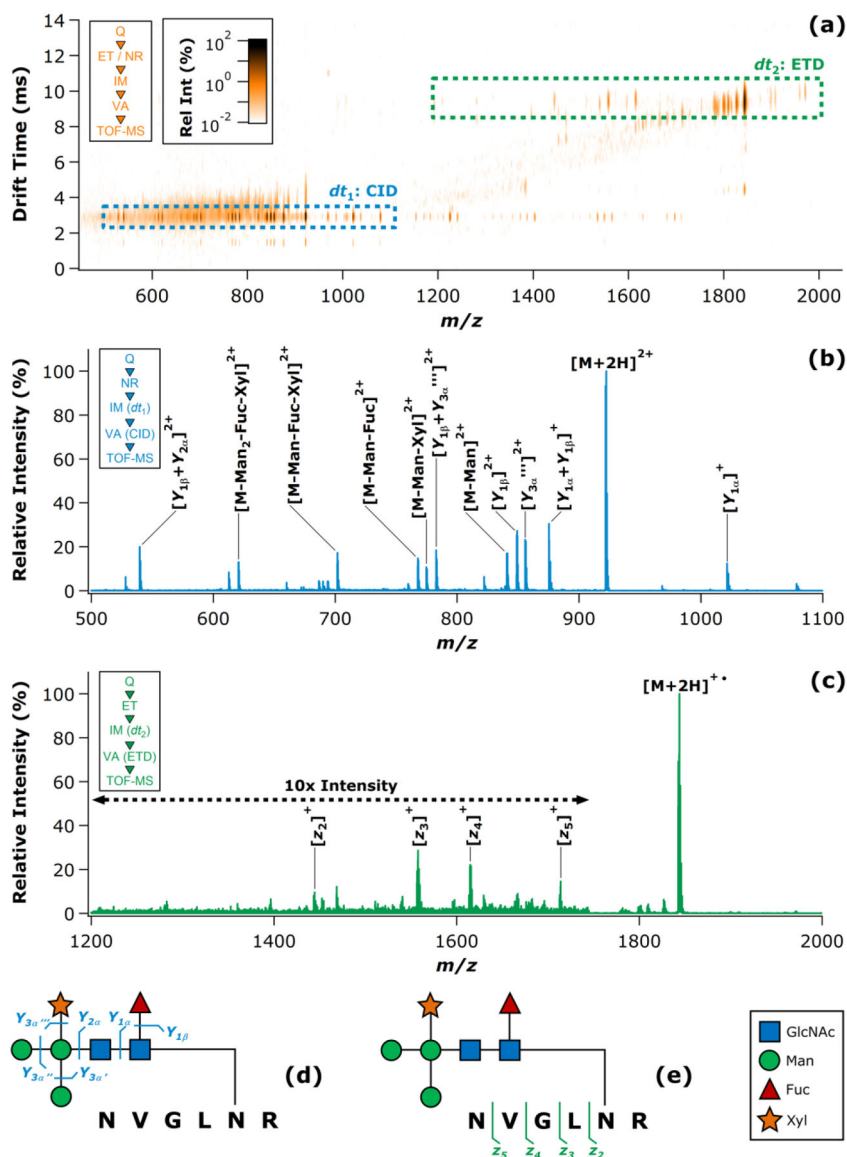 (a)
14
12
10
8
6
4
2
0
Drift Time (ms)
Q
ET / NR
IM
VA
TOF-MS
Rel Int (%)
10^2
10^0
10^-2
dt2: ETD
dt1: CID
600 800 1000 1200 1400 1600 1800 2000
m/z
(b)
100
80
60
40
20
0
Relative Intensity (%)
Q
NR
IM (dt1)
VA (CID)
TOF-MS
[Y1β+Y2α]2+
[M-Man2-Fuc-Xyl]2+
[M-Man-Fuc-Xyl]2+
[M-Man-Fuc]2+
[M-Man-Xyl]2+
[Y1β+Y3α''']2+
[M-Man]2+
[Y1β]2+
[Y3α''']2+
[Y1α+Y1β]+
[M+2H]2+
[Y1α]+
500 600 700 800 900 1000 1100
m/z
(c)
100
80
60
40
20
0
Relative Intensity (%)
Q
ET
IM (dt2)
VA (ETD)
TOF-MS
[M+2H]+•
10x Intensity
[z2]+
[z3]+
[z4]+
[z5]+
1200 1400 1600 1800 2000
m/z
Y3α''' Y2α Y1α Y1β
Y3α'' Y3α'
(d)
N V G L N R
(e)
N V G L N R
z5 z4 z3 z2
GlcNAc
Man
Fuc
Xyl